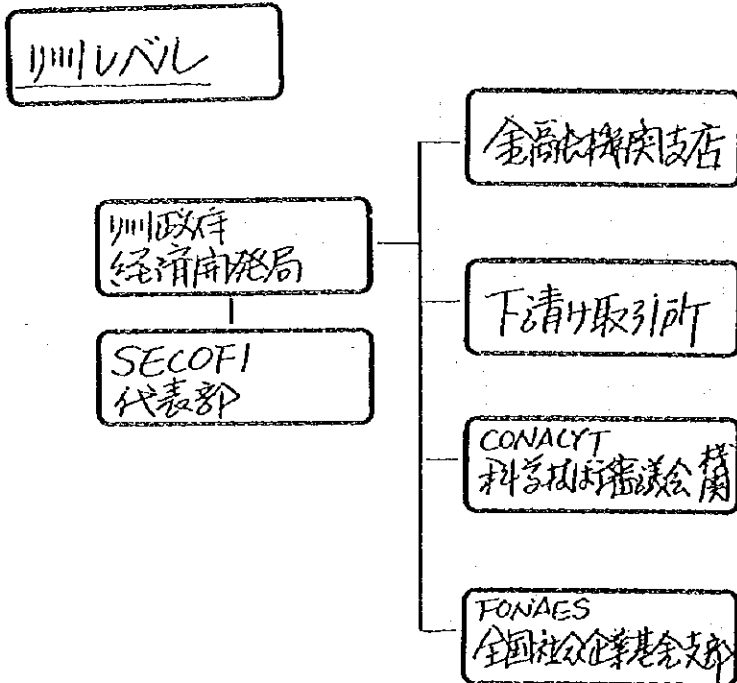 州レベル
州政府
経済開発局
SECOFI
代表部
金融機関支店
下請け取引所
CONACYT
科学技術審議会機関
FONAES
全国社会企業基金支部